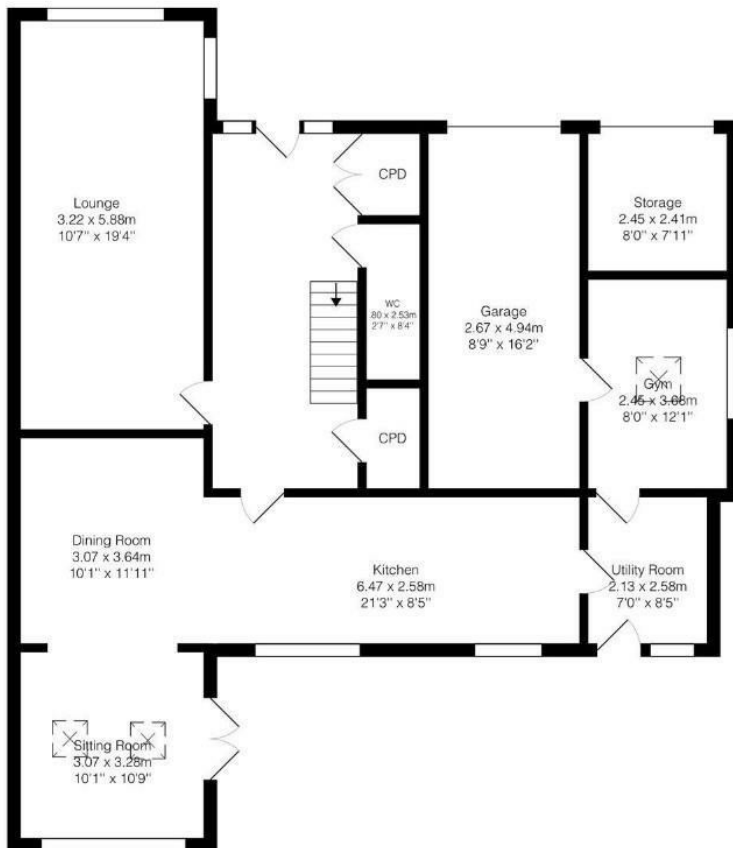 Lounge
3.22 x 5.88m
10'7" x 19'4"
CPD
WC
.80 x 2.53m
2'7" x 8'4"
CPD
Garage
2.67 x 4.94m
8'9" x 16'2"
Storage
2.45 x 2.41m
8'0" x 7'11"
Gym
2.45 x 3.68m
8'0" x 12'1"
Dining Room
3.07 x 3.64m
10'1" x 11'11"
Kitchen
6.47 x 2.58m
21'3" x 8'5"
Utility Room
2.13 x 2.58m
7'0" x 8'5"
Sitting Room
3.07 x 3.28m
10'1" x 10'9"